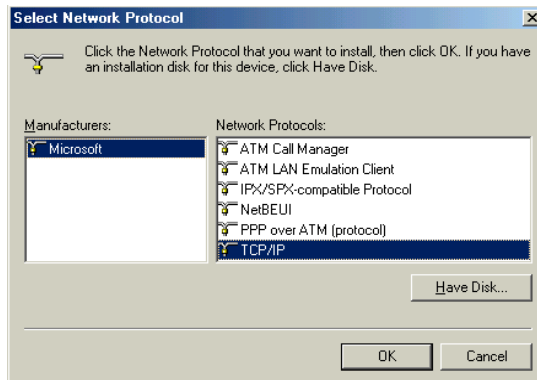 Select Network Protocol
Click the Network Protocol that you want to install, then click OK. If you have
an installation disk for this device, click Have Disk.
Manufacturers:
Microsoft
Network Protocols:
ATM Call Manager
ATM LAN Emulation Client
IPX/SPX-compatible Protocol
NetBEUI
PPP over ATM (protocol)
TCP/IP
Have Disk...
OK
Cancel